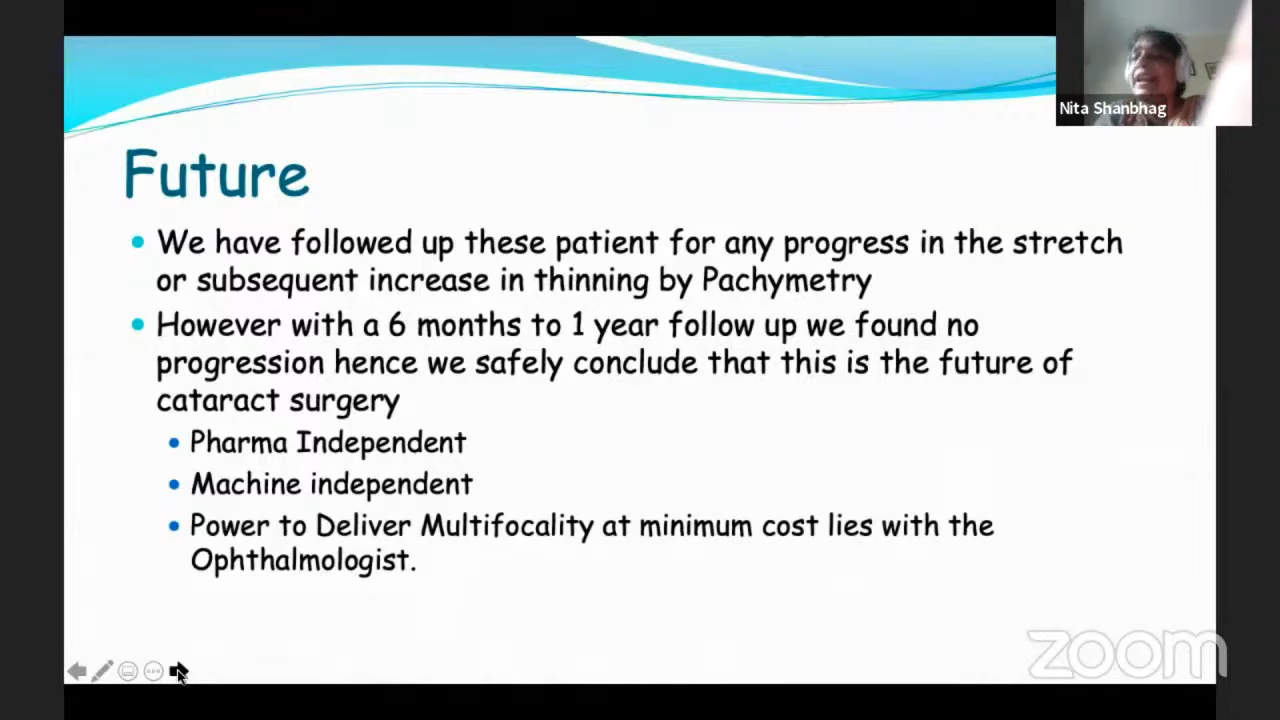 Nita Shanbhag
Future
We have followed up these patient for any progress in the stretch
or subsequent increase in thinning by Pachymetry
However with a 6 months to 1 year follow up we found no
progression hence we safely conclude that this is the future of
cataract surgery
Pharma Independent
Machine independent
Power to Deliver Multifocality at minimum cost lies with the
Ophthalmologist.
zoom